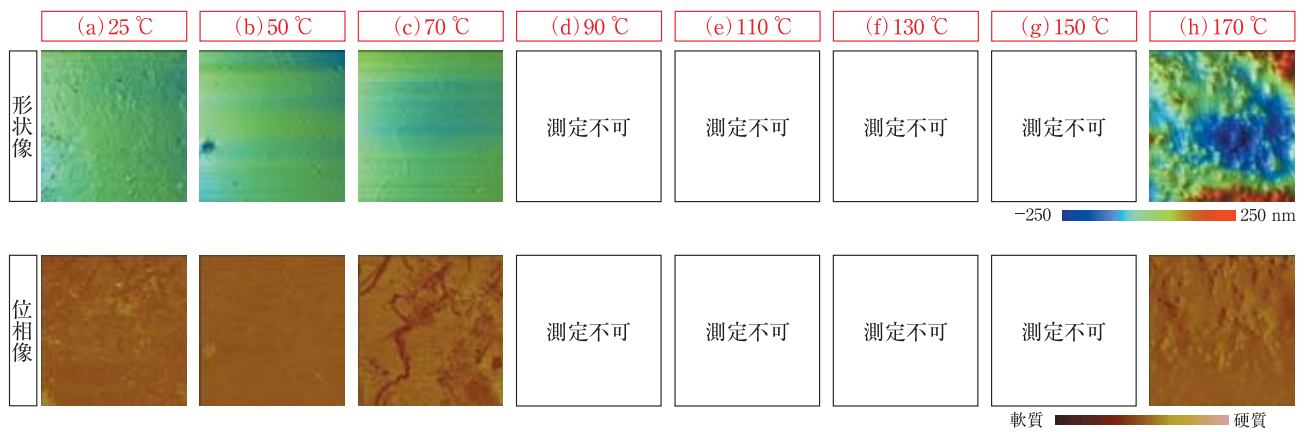 (a)25 ℃ (b)50 ℃ (c)70 ℃ (d)90 ℃ (e)110 ℃ (f)130 ℃ (g)150 ℃ (h)170 ℃
形状像
測定不可 測定不可 測定不可 測定不可
−250 250 nm
位相像
測定不可 測定不可 測定不可 測定不可
軟質 硬質